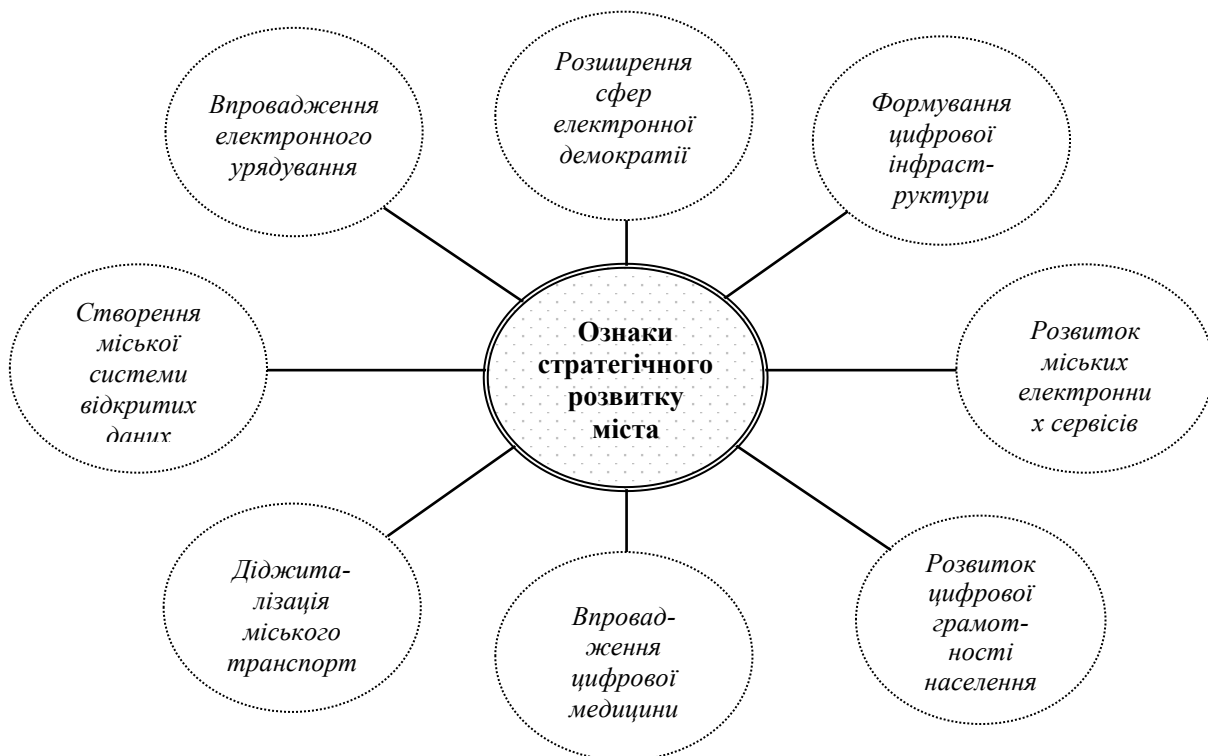 Впровадження
електронного
урядування
Розширення
сфер
електронної
демократії
Формування
цифрової
інфраст-
руктури
Створення
міської
системи
відкритих
даних
Ознаки
стратегічного
розвитку
міста
Розвиток
міських
електронни
х сервісів
Діджита-
лізація
міського
транспорт
Впровад-
ження
цифрової
медицини
Розвиток
цифрової
грамот-
ності
населення